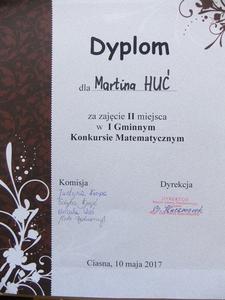 Dyplom
dla Martina HUĆ
za zajęcie II miejsca
w I Gminnym
Konkursie Matematycznym
Komisja
Dyrekcja
Ciasna, 10 maja 2017